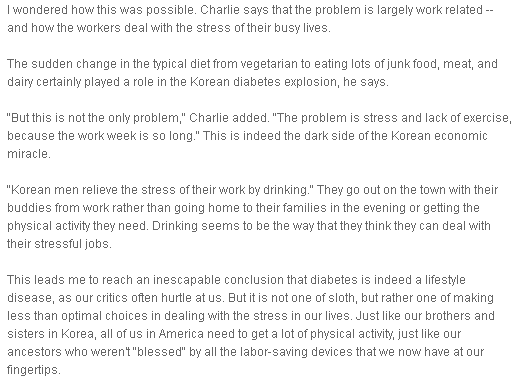 I wondered how this was possible. Charlie says that the problem is largely work related --
and how the workers deal with the stress of their busy lives.
The sudden change in the typical diet from vegetarian to eating lots of junk food, meat, and
dairy certainly played a role in the Korean diabetes explosion, he says.
"But this is not the only problem," Charlie added. "The problem is stress and lack of exercise,
because the work week is so long." This is indeed the dark side of the Korean economic
miracle.
"Korean men relieve the stress of their work by drinking." They go out on the town with their
buddies from work rather than going home to their families in the evening or getting the
physical activity they need. Drinking seems to be the way that they think they can deal with
their stressful jobs.
This leads me to reach an inescapable conclusion that diabetes is indeed a lifestyle
disease, as our critics often hurtle at us. But it is not one of sloth, but rather one of making
less than optimal choices in dealing with the stress in our lives. Just like our brothers and
sisters in Korea, all of us in America need to get a lot of physical activity, just like our
ancestors who weren't "blessed" by all the labor-saving devices that we now have at our
fingertips.